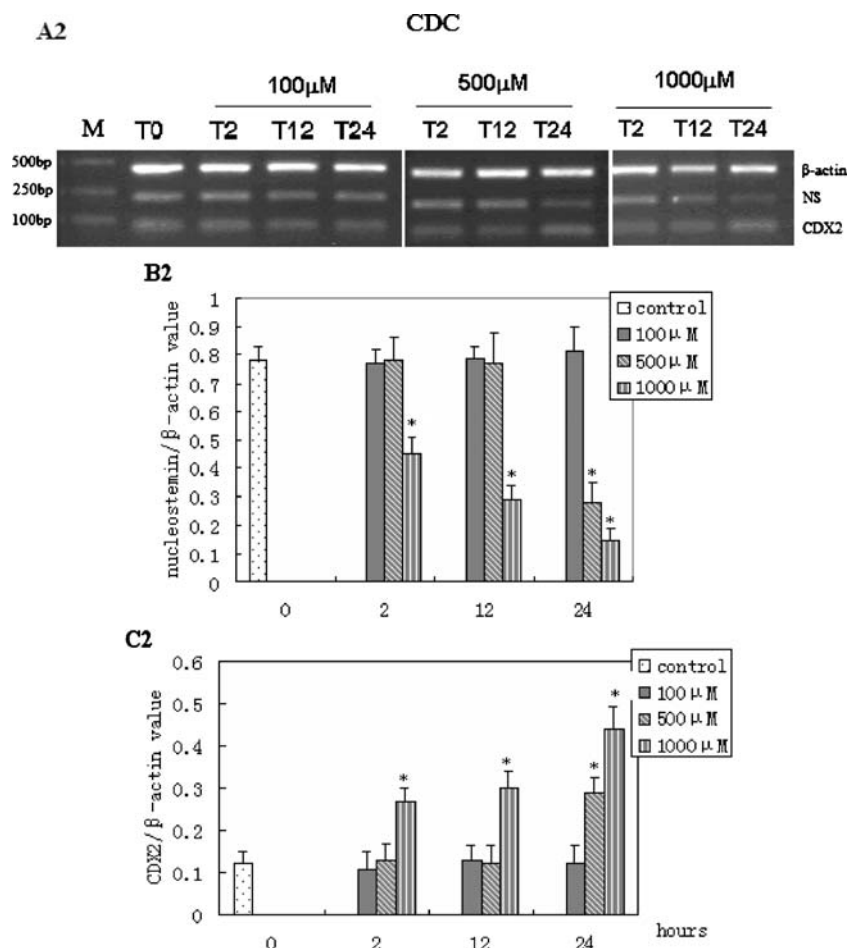 A2
CDC
100μM 500μM 1000μM
M T0 T2 T12 T24 T2 T12 T24 T2 T12 T24
500bp β-actin
250bp NS
100bp CDX2
B2
nucleostemin/β-actin value
1
0.9
0.8
0.7
0.6
0.5
0.4
0.3
0.2
0.1
0
control
100μM
500μM
1000μM
* * * *
0 2 12 24
C2
CDX2/β-actin value
0.6
0.5
0.4
0.3
0.2
0.1
0
control
100μM
500μM
1000μM
* * * *
0 2 12 24 hours